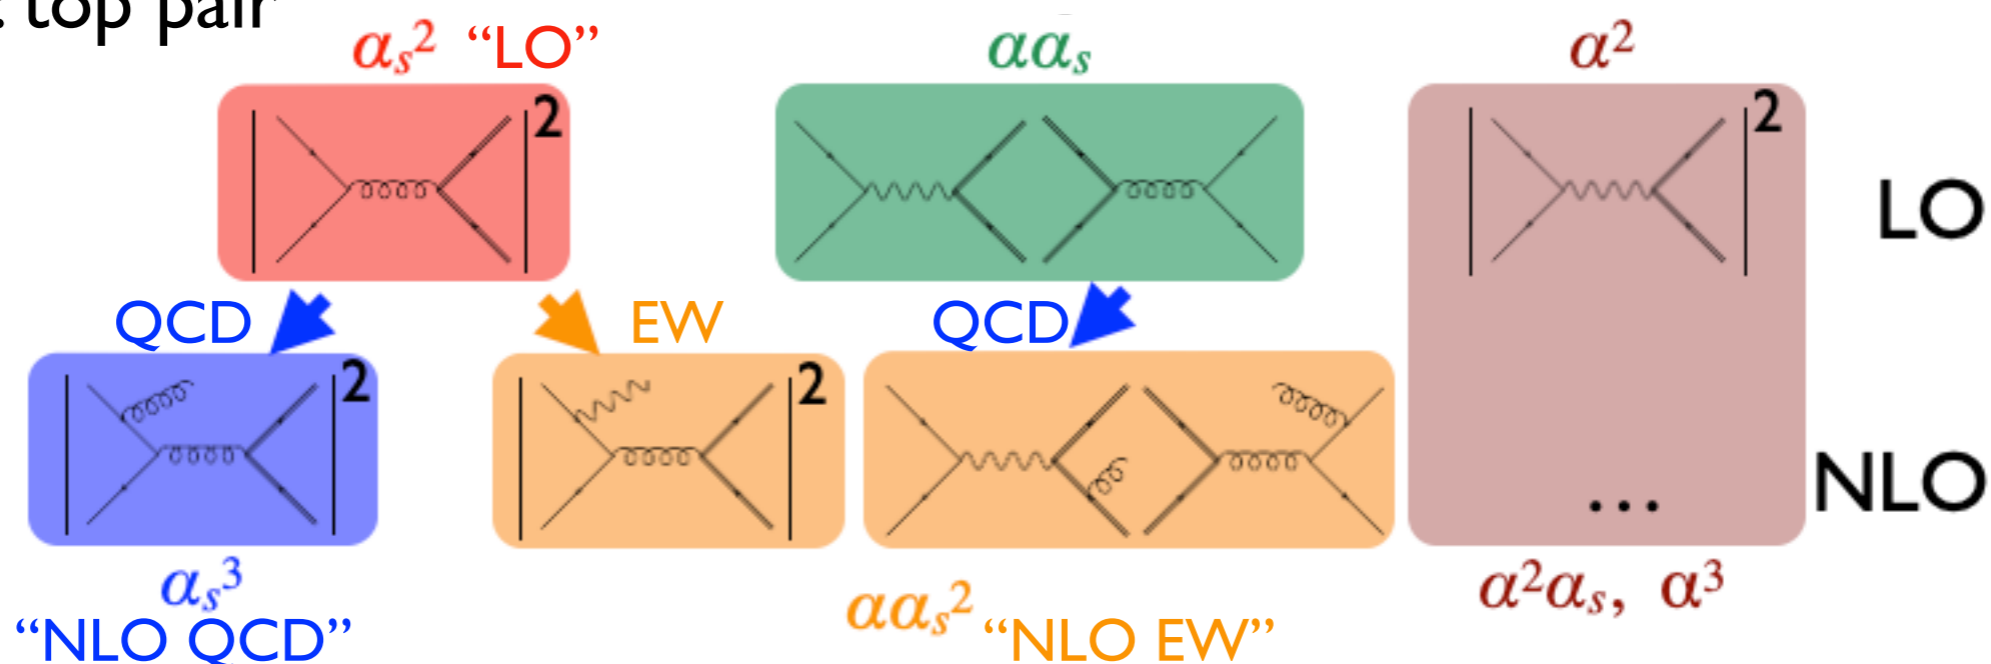 top pair
αₛ² “LO”
ααₛ
α²
2
2
LO
QCD
EW
QCD
2
2
...
NLO
αₛ³
“NLO QCD”
ααₛ² “NLO EW”
α²αₛ, α³